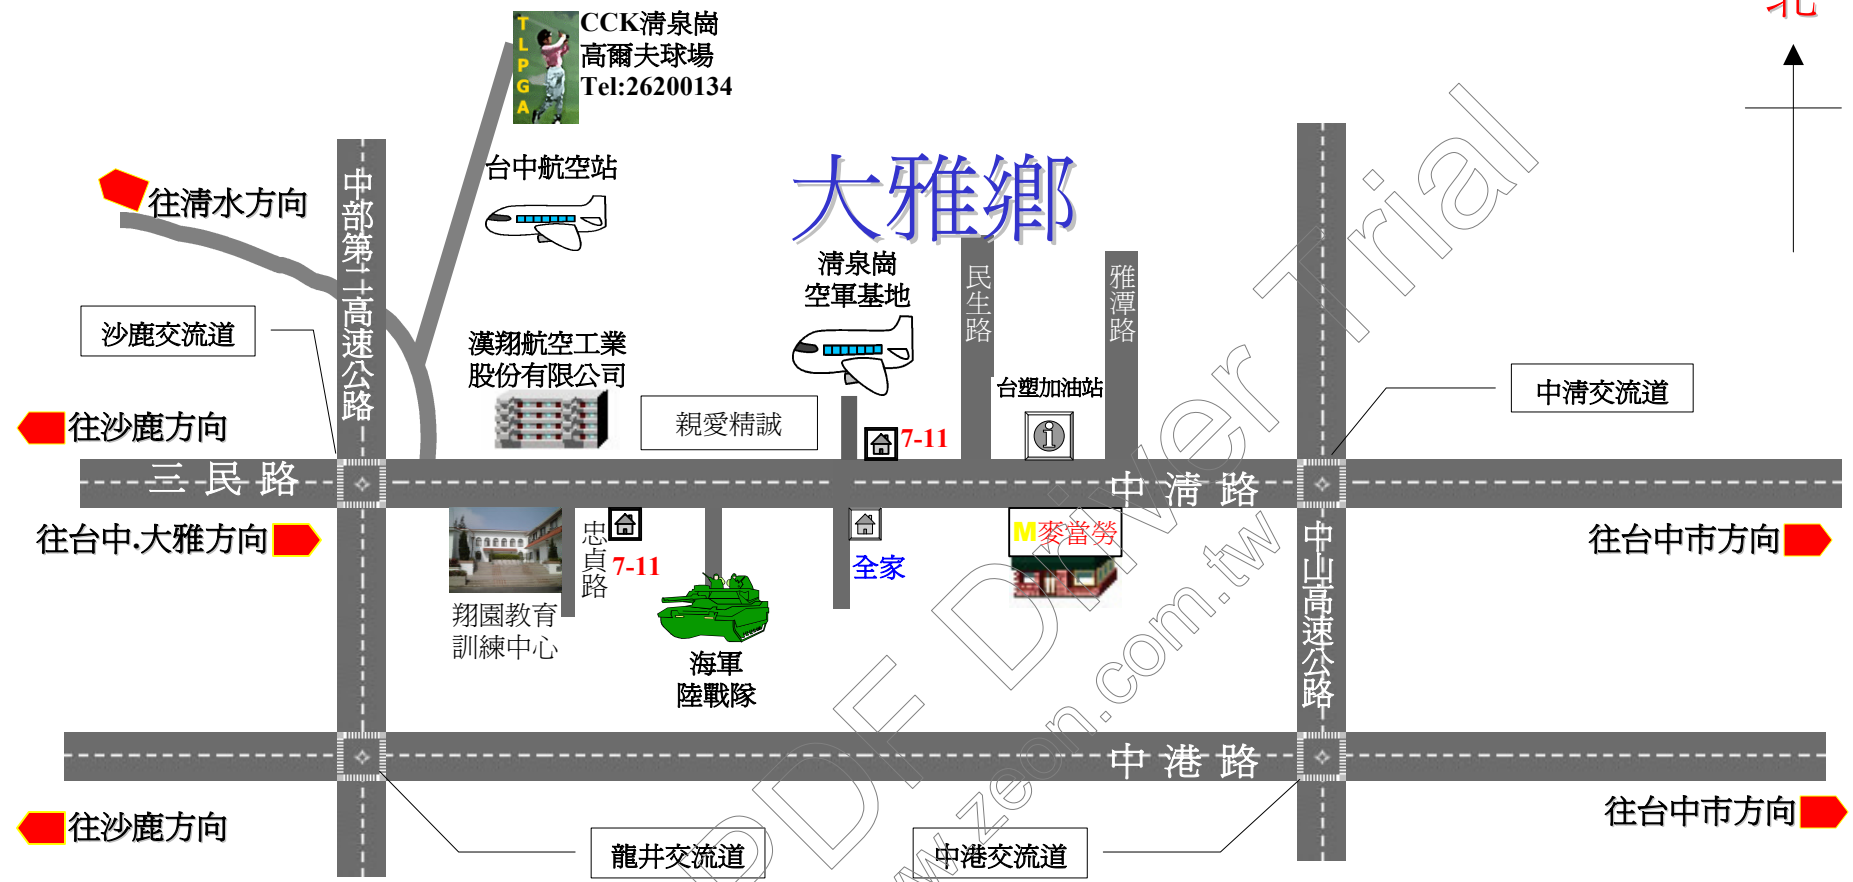 北
TLPGA
CCK清泉崗
高爾夫球場
Tel:26200134
台中航空站
大雅鄉
往清水方向
中部第二高速公路
清泉崗
空軍基地
民生路
雅潭路
沙鹿交流道
漢翔航空工業
股份有限公司
台塑加油站
中清交流道
往沙鹿方向
親愛精誠
7-11
三民路
中清路
往台中.大雅方向
忠貞路
7-11
全家
M麥當勞
中山高速公路
往台中市方向
翔園教育
訓練中心
海軍
陸戰隊
中港路
往沙鹿方向
龍井交流道
中港交流道
往台中市方向
PDF Driver Trial
www.zeon.com.tw